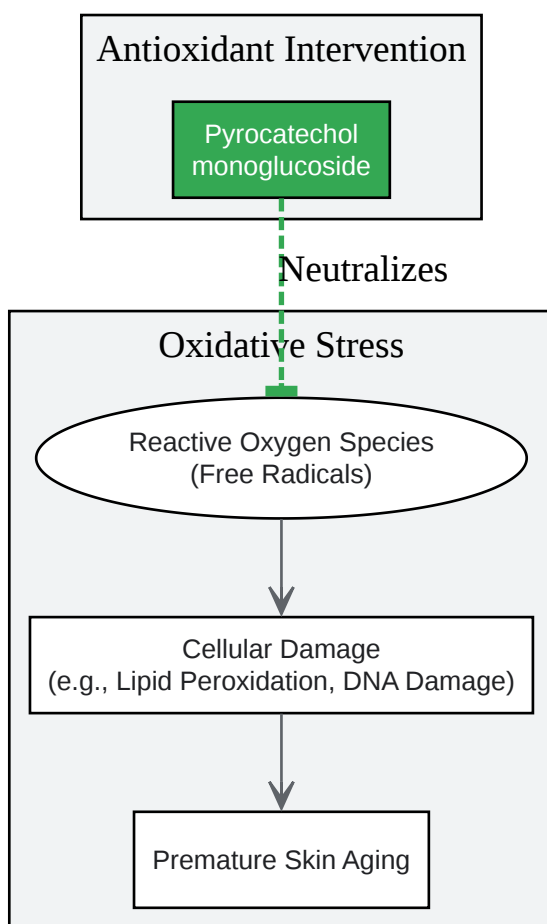 Antioxidant Intervention
Pyrocatechol
monoglucoside
Neutralizes
Oxidative Stress
Reactive Oxygen Species
(Free Radicals)
Cellular Damage
(e.g., Lipid Peroxidation, DNA Damage)
Premature Skin Aging